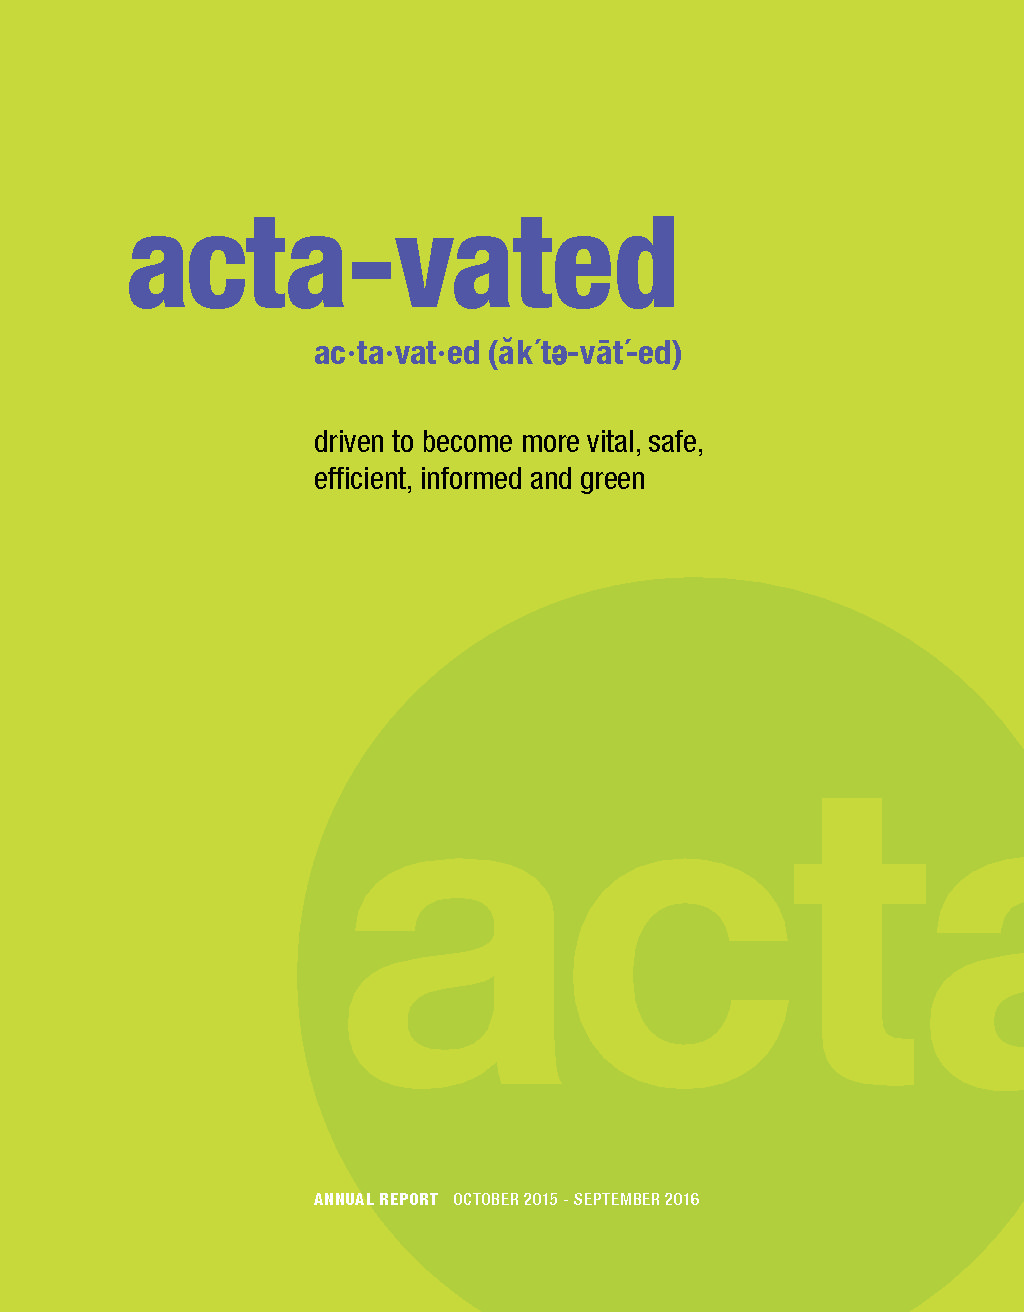 acta-vated
ac·ta·vat·ed (ăk´tə-vāt´-ed)
driven to become more vital, safe,
efficient, informed and green
acta
ANNUAL REPORT OCTOBER 2015 - SEPTEMBER 2016